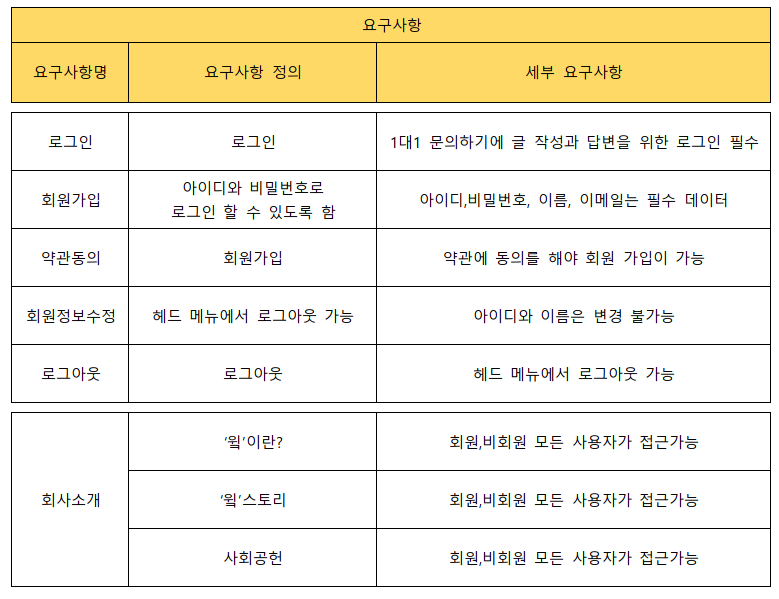 요구사항
요구사항명 요구사항 정의 세부 요구사항
로그인 로그인 1대1 문의하기에 글 작성과 답변을 위한 로그인 필수
회원가입 아이디와 비밀번호로
로그인 할 수 있도록 함 아이디,비밀번호, 이름, 이메일는 필수 데이터
약관동의 회원가입 약관에 동의를 해야 회원 가입이 가능
회원정보수정 헤드 메뉴에서 로그아웃 가능 아이디와 이름은 변경 불가능
로그아웃 로그아웃 헤드 메뉴에서 로그아웃 가능
회사소개
'윜'이란? 회원,비회원 모든 사용자가 접근가능
'윜'스토리 회원,비회원 모든 사용자가 접근가능
사회공헌 회원,비회원 모든 사용자가 접근가능